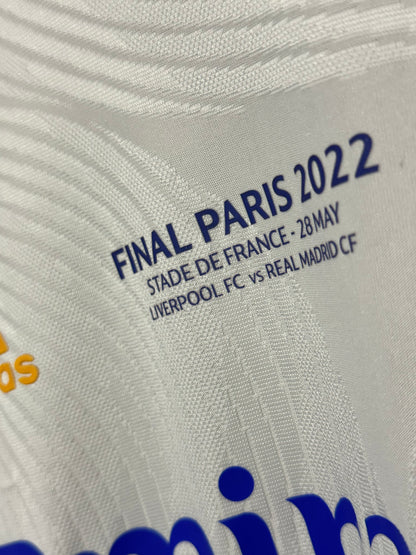 FINAL PARIS 2022
STADE DE FRANCE - 28 MAY
LIVERPOOL FC vs REAL MADRID CF